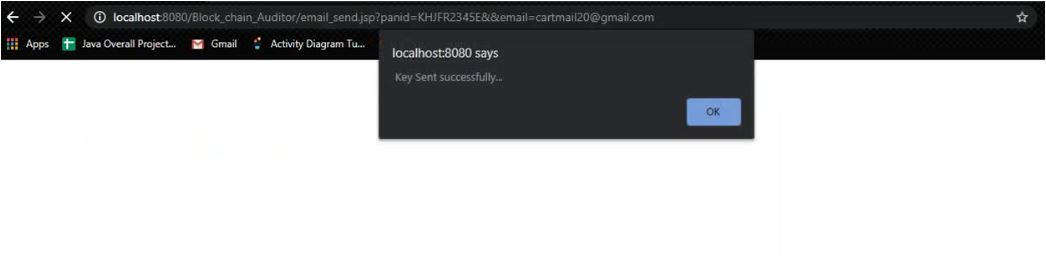 localhost:8080/Block_chain_Auditor/email_send.jsp?panid=KHJFR2345E&&email=cartmail20@gmail.com
Apps Java Overall Project... Gmail Activity Diagram Tu...
localhost:8080 says
Key Sent successfully...
OK